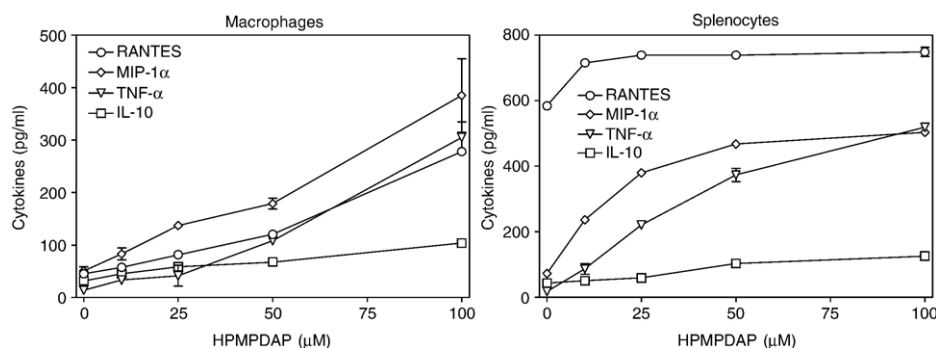 Macrophages
Cytokines (pg/ml)
500
400
300
200
100
0
RANTES
MIP-1α
TNF-α
IL-10
0
25
50
75
100
HPMPDAP (μM)
Splenocytes
Cytokines (pg/ml)
800
600
400
200
0
RANTES
MIP-1α
TNF-α
IL-10
0
25
50
75
100
HPMPDAP (μM)